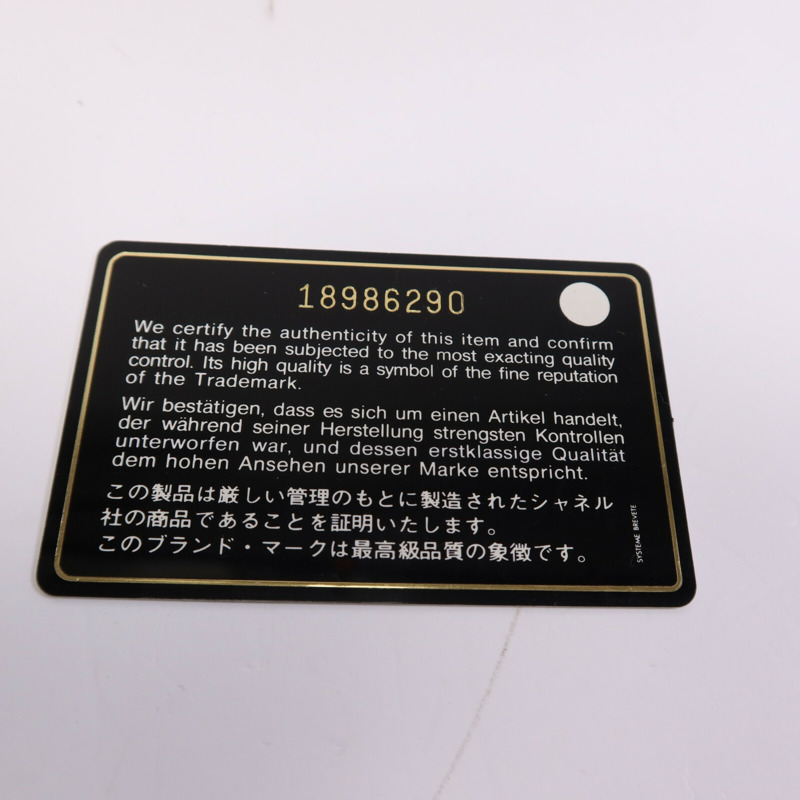 18986290
We certify the authenticity of this item and confirm
that it has been subjected to the most exacting quality
control. Its high quality is a symbol of the fine reputation
of the Trademark.
Wir bestätigen, dass es sich um einen Artikel handelt,
der während seiner Herstellung strengsten Kontrollen
unterworfen war, und dessen erstklassige Qualität
dem hohen Ansehen unserer Marke entspricht.
この製品は厳しい管理のもとに製造されたシャネル
社の商品であることを証明いたします。
このブランド・マークは最高級品質の象徴です。
SYSTEME BREVETE